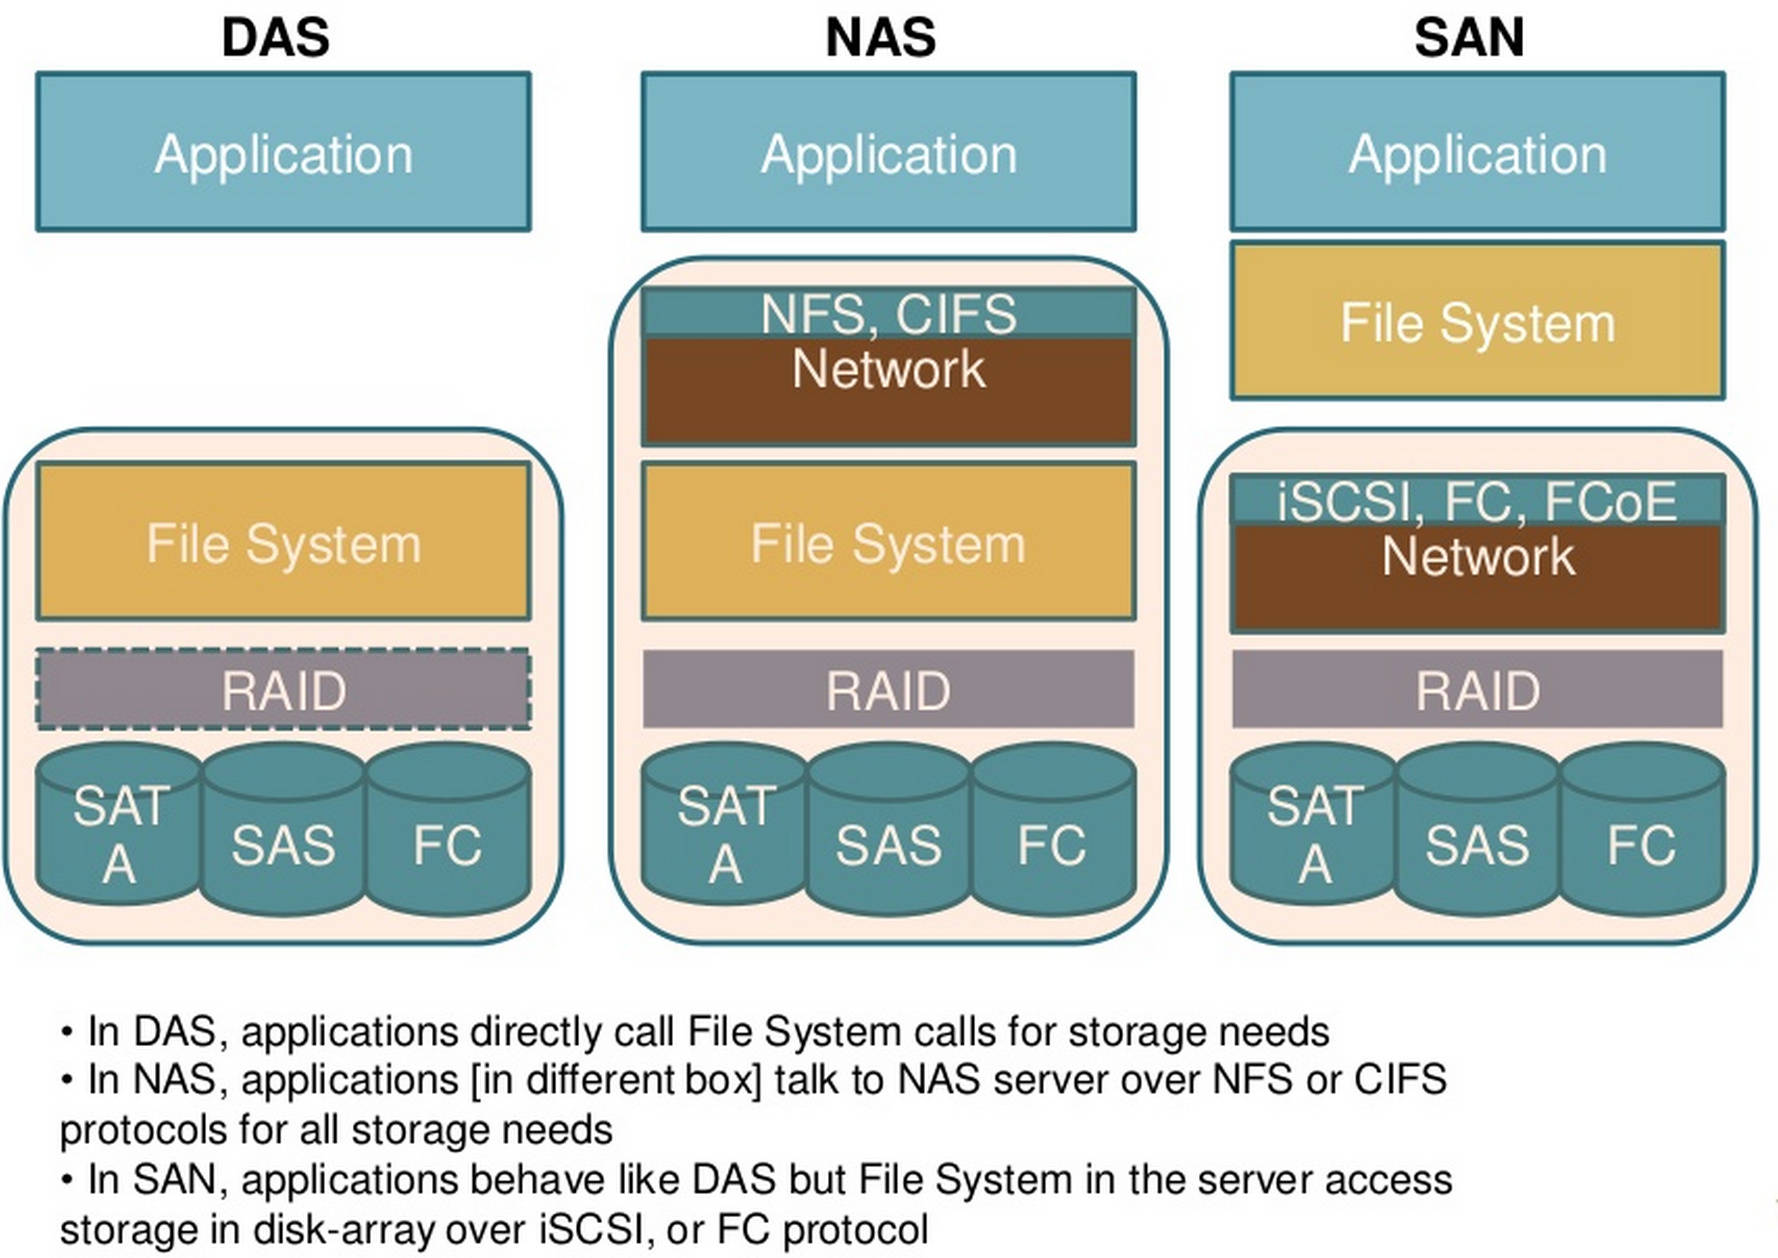 DAS
NAS
SAN
Application
Application
Application
NFS, CIFS
Network
File System
File System
File System
iSCSI, FC, FCoE
Network
RAID
RAID
RAID
SAT
A
SAS
FC
SAT
A
SAS
FC
SAT
A
SAS
FC
• In DAS, applications directly call File System calls for storage needs
• In NAS, applications [in different box] talk to NAS server over NFS or CIFS
protocols for all storage needs
• In SAN, applications behave like DAS but File System in the server access
storage in disk-array over iSCSI, or FC protocol